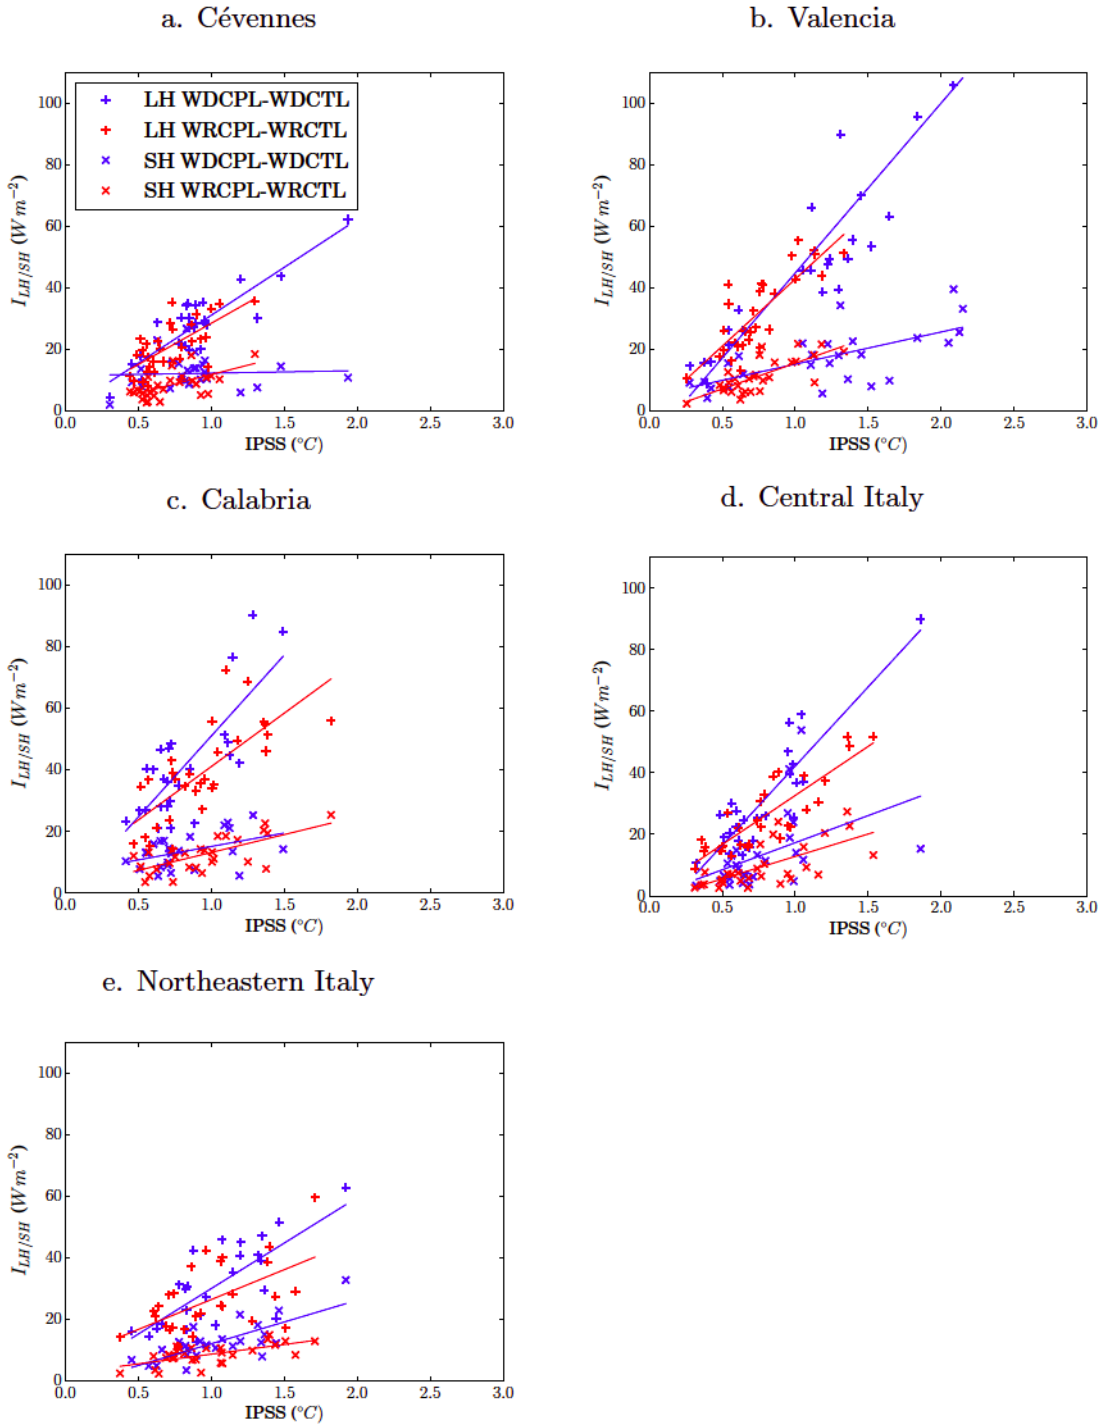 a. Cévennes
b. Valencia
LH WDCPL-WDCTL
LH WRCPL-WRCTL
SH WDCPL-WDCTL
SH WRCPL-WRCTL
100
80
60
40
20
0
I_{LH/SH} (Wm^{-2})
0.0 0.5 1.0 1.5 2.0 2.5 3.0
IPSS (°C)
100
80
60
40
20
0
I_{LH/SH} (Wm^{-2})
0.0 0.5 1.0 1.5 2.0 2.5 3.0
IPSS (°C)
c. Calabria
d. Central Italy
100
80
60
40
20
0
I_{LH/SH} (Wm^{-2})
0.0 0.5 1.0 1.5 2.0 2.5 3.0
IPSS (°C)
100
80
60
40
20
0
I_{LH/SH} (Wm^{-2})
0.0 0.5 1.0 1.5 2.0 2.5 3.0
IPSS (°C)
e. Northeastern Italy
100
80
60
40
20
0
I_{LH/SH} (Wm^{-2})
0.0 0.5 1.0 1.5 2.0 2.5 3.0
IPSS (°C)